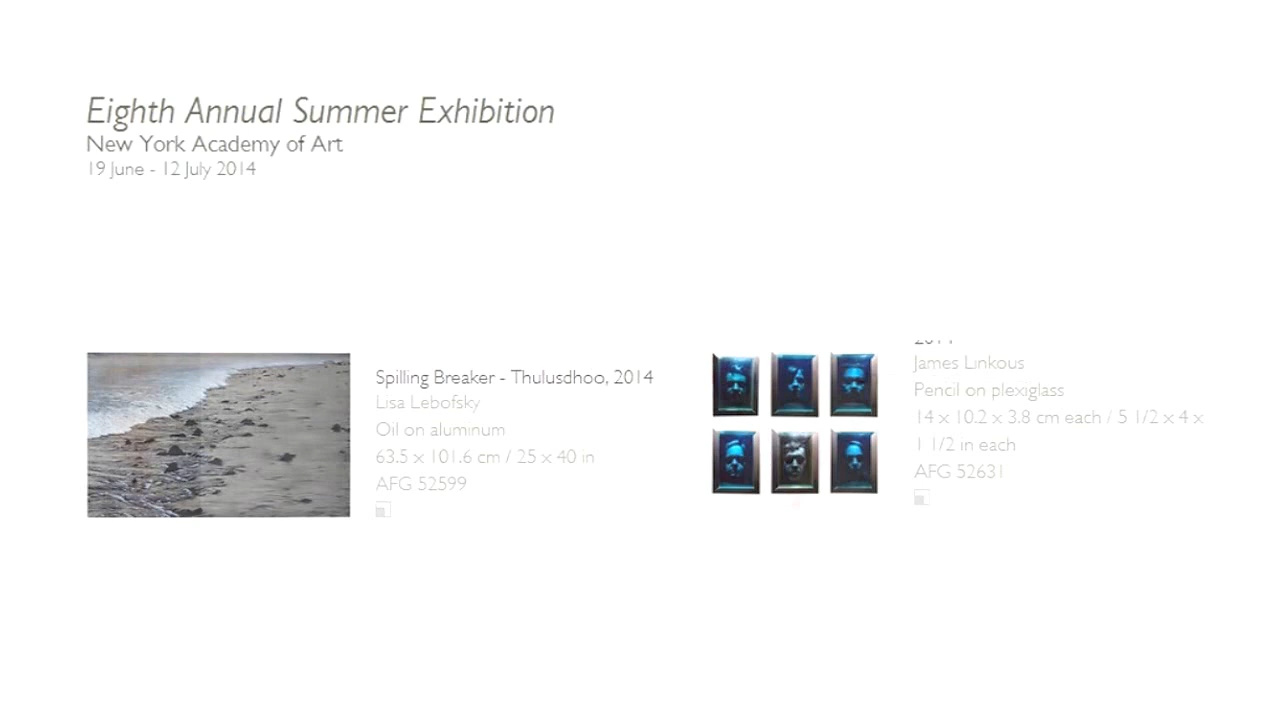 Eighth Annual Summer Exhibition
New York Academy of Art
19 June - 12 July 2014
Spilling Breaker - Thulusdhoo, 2014
Lisa Lebofsky
Oil on aluminum
63.5 x 101.6 cm / 25 x 40 in
AFG 52599
2014
James Linkous
Pencil on plexiglass
14 x 10.2 x 3.8 cm each / 5 1/2 x 4 x
1 1/2 in each
AFG 52631